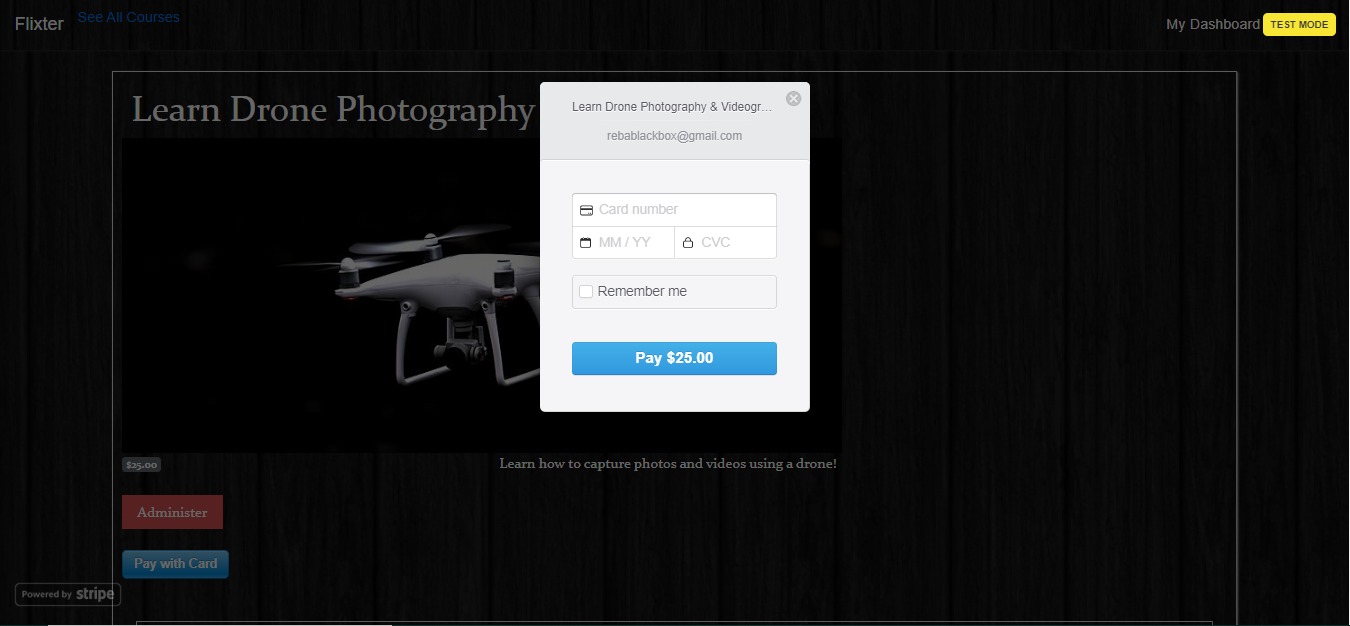 Flixter
See All Courses
My Dashboard
TEST MODE
Learn Drone Photography
Learn Drone Photography & Videogr…
rebablackbox@gmail.com
Card number
MM / YY
CVC
Remember me
Pay $25.00
$25.00
Learn how to capture photos and videos using a drone!
Administer
Pay with Card
Powered by stripe